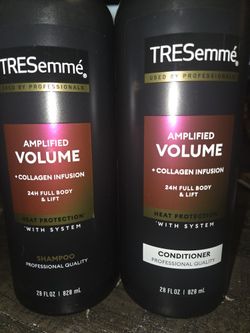 TRESemmé
USED BY PROFESSIONALS
AMPLIFIED
VOLUME
+ COLLAGEN INFUSION
24H FULL BODY
& LIFT
HEAT PROTECTION
WITH SYSTEM
SHAMPOO
PROFESSIONAL QUALITY
28 FL OZ | 828 mL
TRESemmé
USED BY PROFESSIONALS
AMPLIFIED
VOLUME
+ COLLAGEN INFUSION
24H FULL BODY
& LIFT
HEAT PROTECTION
WITH SYSTEM
CONDITIONER
PROFESSIONAL QUALITY
28 FL OZ | 828 mL